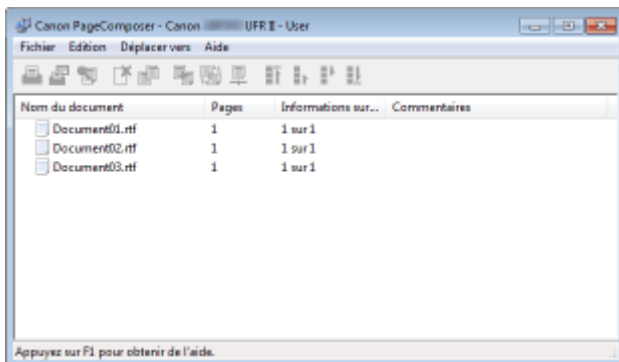 Canon PageComposer - Canon UFR II - User
Fichier Edition Déplacer vers Aide
Nom du document Pages Informations sur... Commentaires
Document01.rtf 1 1 sur 1
Document02.rtf 1 1 sur 1
Document03.rtf 1 1 sur 1
Appuyez sur F1 pour obtenir de l'aide.